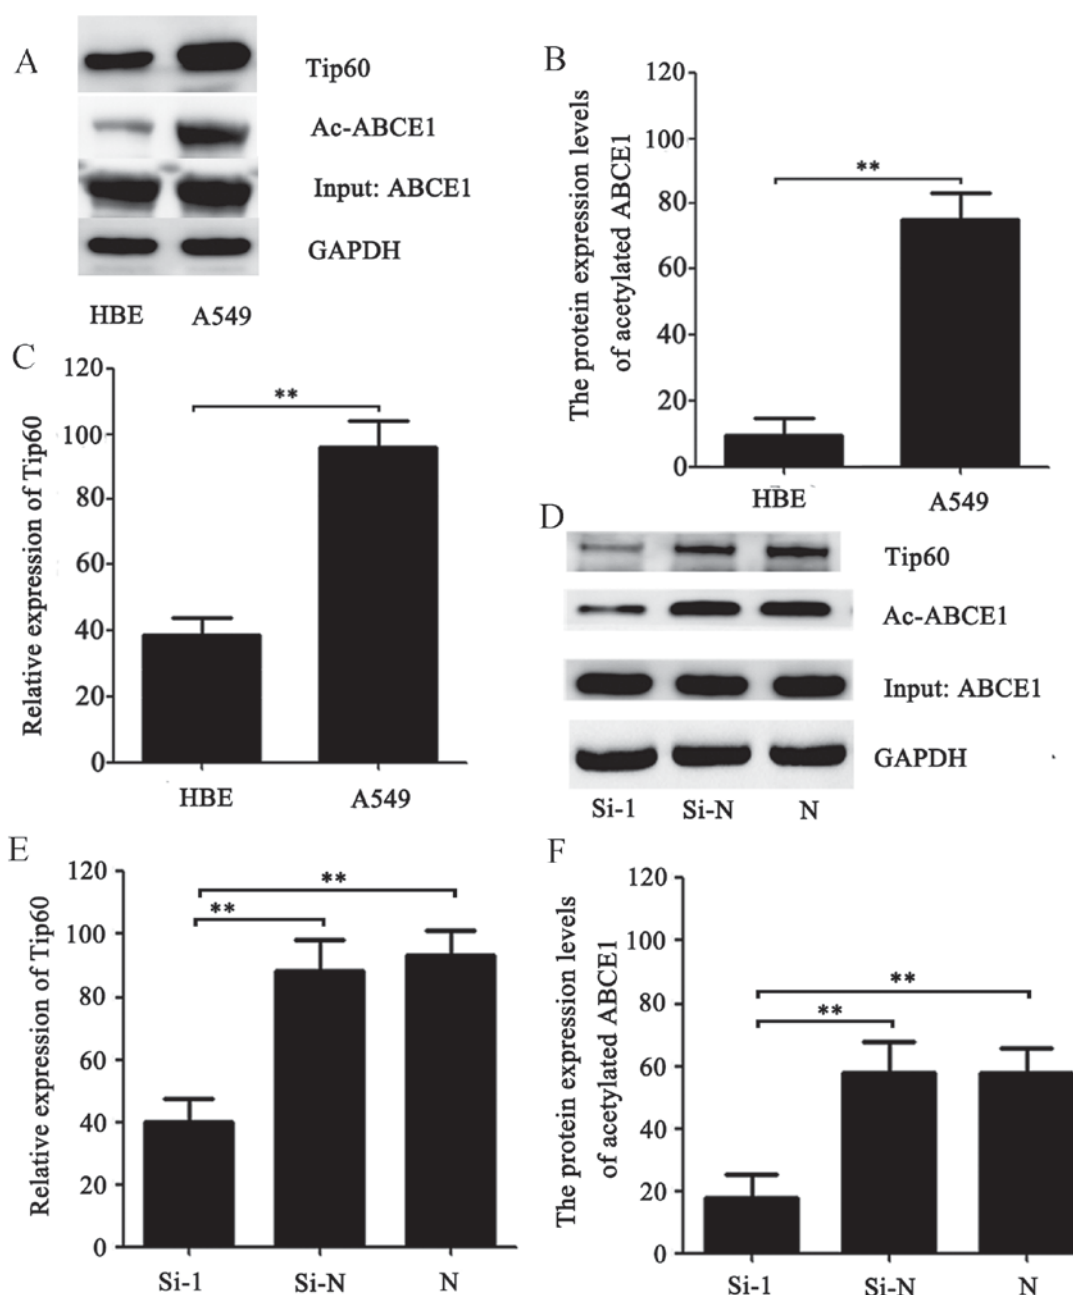 A
Tip60
Ac-ABCE1
Input: ABCE1
GAPDH
HBE A549
B
The protein expression levels
of acetylated ABCE1
120
100
80
60
40
20
0
**
HBE A549
C
Relative expression of Tip60
120
100
80
60
40
20
0
**
HBE A549
D
Tip60
Ac-ABCE1
Input: ABCE1
GAPDH
Si-1 Si-N N
E
Relative expression of Tip60
120
100
80
60
40
20
0
**
**
Si-1 Si-N N
F
The protein expression levels
of acetylated ABCE1
120
100
80
60
40
20
0
**
**
Si-1 Si-N N